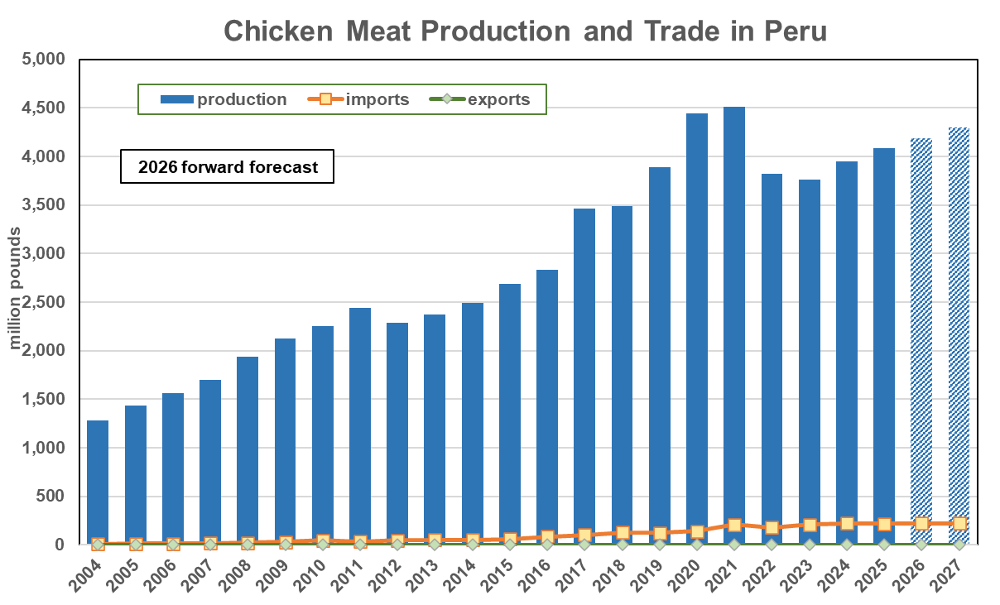 Chicken Meat Production and Trade in Peru
5,000
4,500
4,000
3,500
3,000
2,500
2,000
1,500
1,000
500
0
million pounds
production imports exports
2026 forward forecast
2004 2005 2006 2007 2008 2009 2010 2011 2012 2013 2014 2015 2016 2017 2018 2019 2020 2021 2022 2023 2024 2025 2026 2027